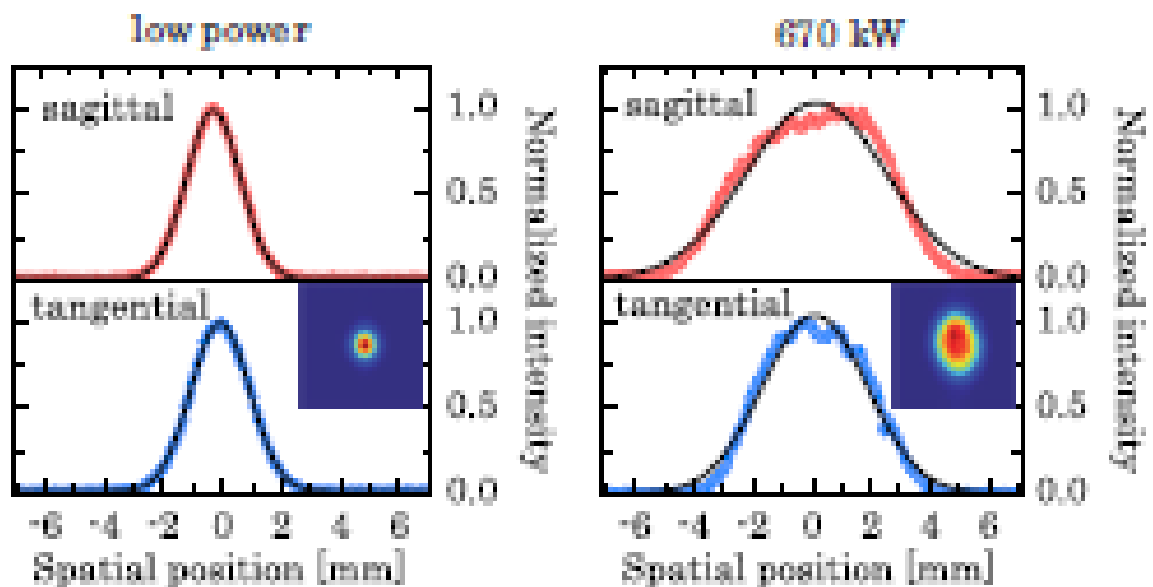 low power
670 kW
sagittal
1.0
0.5
0.0
sagittal
1.0
0.5
0.0
tangential
1.0
0.5
0.0
tangential
1.0
0.5
0.0
Normalized intensity
Normalized intensity
-6 -4 -2 0 2 4 6
-6 -4 -2 0 2 4 6
Spatial position [mm]
Spatial position [mm]